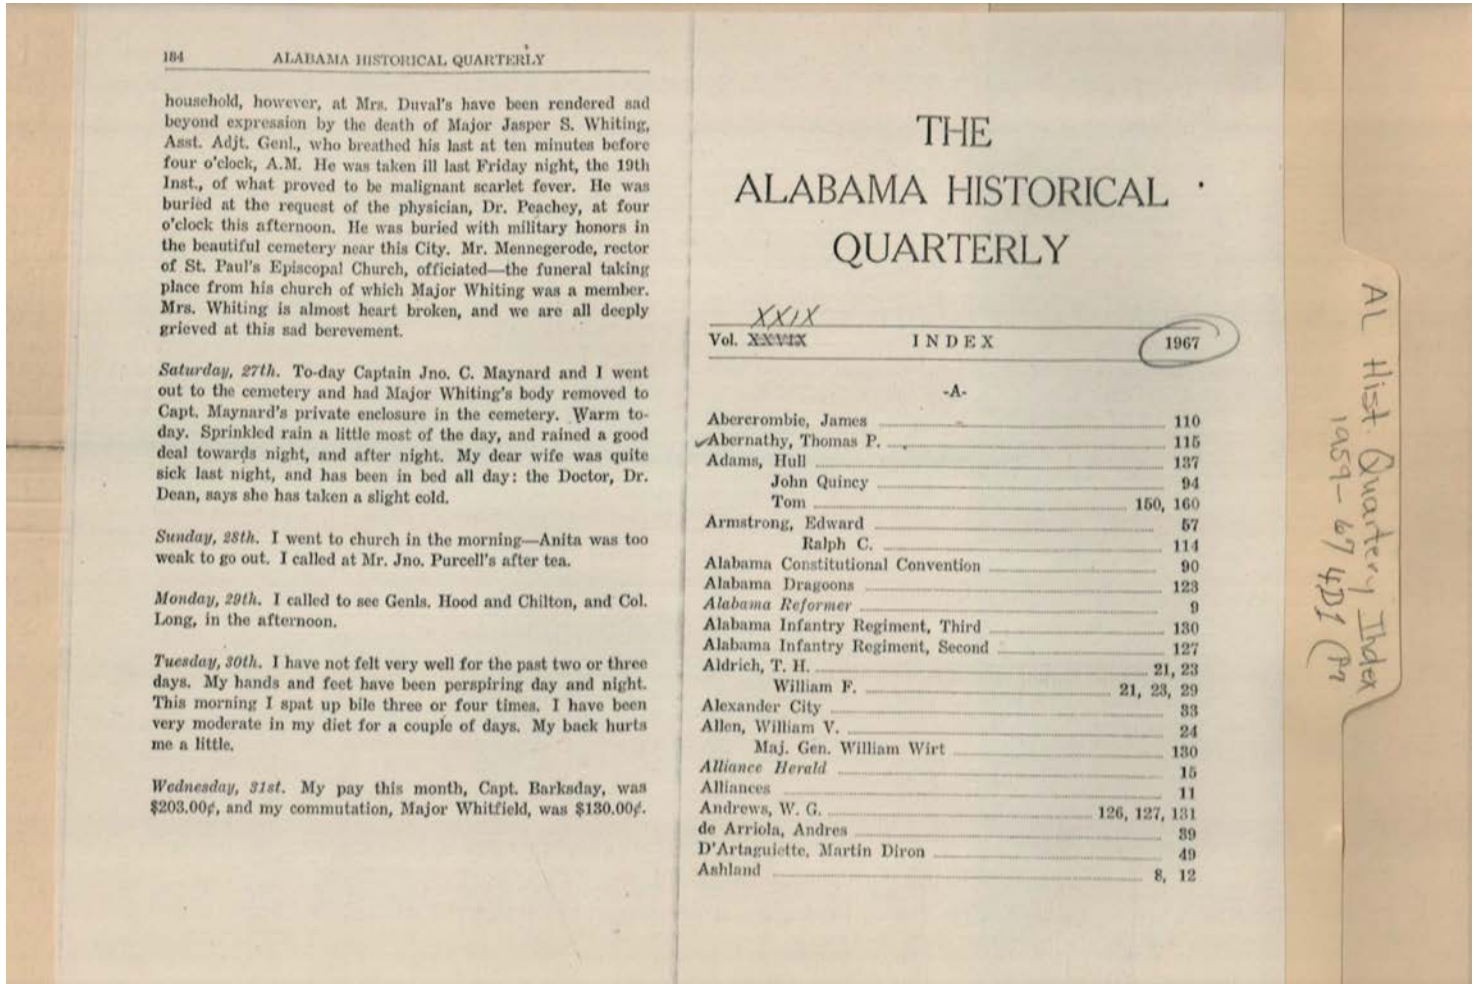 184 ALABAMA HISTORICAL QUARTERLY
household, however, at Mrs. Duval's have been rendered sad
beyond expression by the death of Major Jasper S. Whiting,
Asst. Adjt. Genl., who breathed his last at ten minutes before
four o'clock, A.M. He was taken ill last Friday night, the 19th
Inst., of what proved to be malignant scarlet fever. He was
buried at the request of the physician, Dr. Peachey, at four
o'clock this afternoon. He was buried with military honors in
the beautiful cemetery near this City. Mr. Mennegerode, rector
of St. Paul's Episcopal Church, officiated—the funeral taking
place from his church of which Major Whiting was a member.
Mrs. Whiting is almost heart broken, and we are all deeply
grieved at this sad berevement.
Saturday, 27th. To-day Captain Jno. C. Maynard and I went
out to the cemetery and had Major Whiting's body removed to
Capt. Maynard's private enclosure in the cemetery. Warm to-
day. Sprinkled rain a little most of the day, and rained a good
deal towards night, and after night. My dear wife was quite
sick last night, and has been in bed all day: the Doctor, Dr.
Dean, says she has taken a slight cold.
Sunday, 28th. I went to church in the morning—Anita was too
weak to go out. I called at Mr. Jno. Purcell's after tea.
Monday, 29th. I called to see Genls. Hood and Chilton, and Col.
Long, in the afternoon.
Tuesday, 30th. I have not felt very well for the past two or three
days. My hands and feet have been perspiring day and night.
This morning I spat up bile three or four times. I have been
very moderate in my diet for a couple of days. My back hurts
me a little.
Wednesday, 31st. My pay this month, Capt. Barksday, was
$203.00¢, and my commutation, Major Whitfield, was $130.00¢.
THE
ALABAMA HISTORICAL
QUARTERLY
XXIX
Vol. XXVIX INDEX 1967
-A-
Abercrombie, James 110
Abernathy, Thomas P. 115
Adams, Hull 137
John Quincy 94
Tom 150, 160
Armstrong, Edward 57
Ralph C. 114
Alabama Constitutional Convention 90
Alabama Dragoons 123
Alabama Reformer 9
Alabama Infantry Regiment, Third 130
Alabama Infantry Regiment, Second 127
Aldrich, T. H. 21, 23
William F. 21, 23, 29
Alexander City 33
Allen, William V. 24
Maj. Gen. William Wirt 130
Alliance Herald 15
Alliances 11
Andrews, W. G. 126, 127, 131
de Arriola, Andres 39
D'Artaguiette, Martin Diron 49
Ashland 8, 12
AL Hist. Quartery Index
1959-67